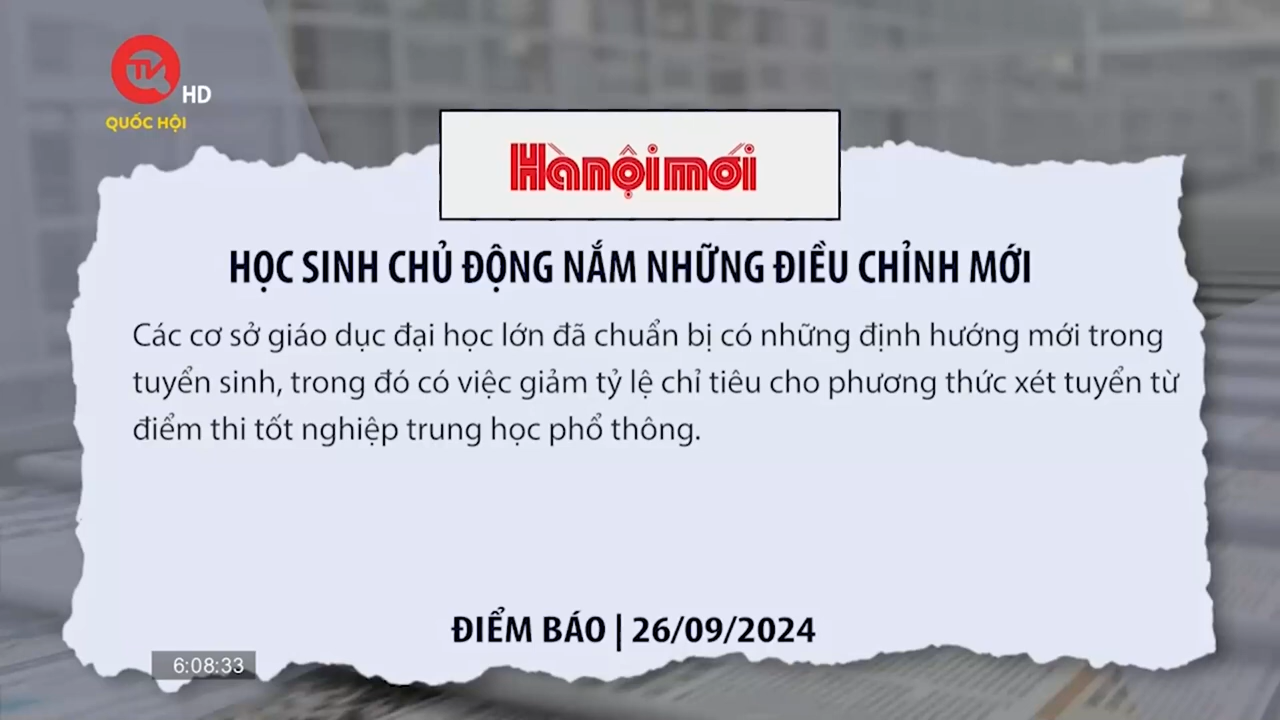 TV
HD
QUỐC HỘI
Hànộimới
HỌC SINH CHỦ ĐỘNG NẮM NHỮNG ĐIỀU CHỈNH MỚI
Các cơ sở giáo dục đại học lớn đã chuẩn bị có những định hướng mới trong
tuyển sinh, trong đó có việc giảm tỷ lệ chỉ tiêu cho phương thức xét tuyển từ
điểm thi tốt nghiệp trung học phổ thông.
ĐIỂM BÁO | 26/09/2024
6:08:33